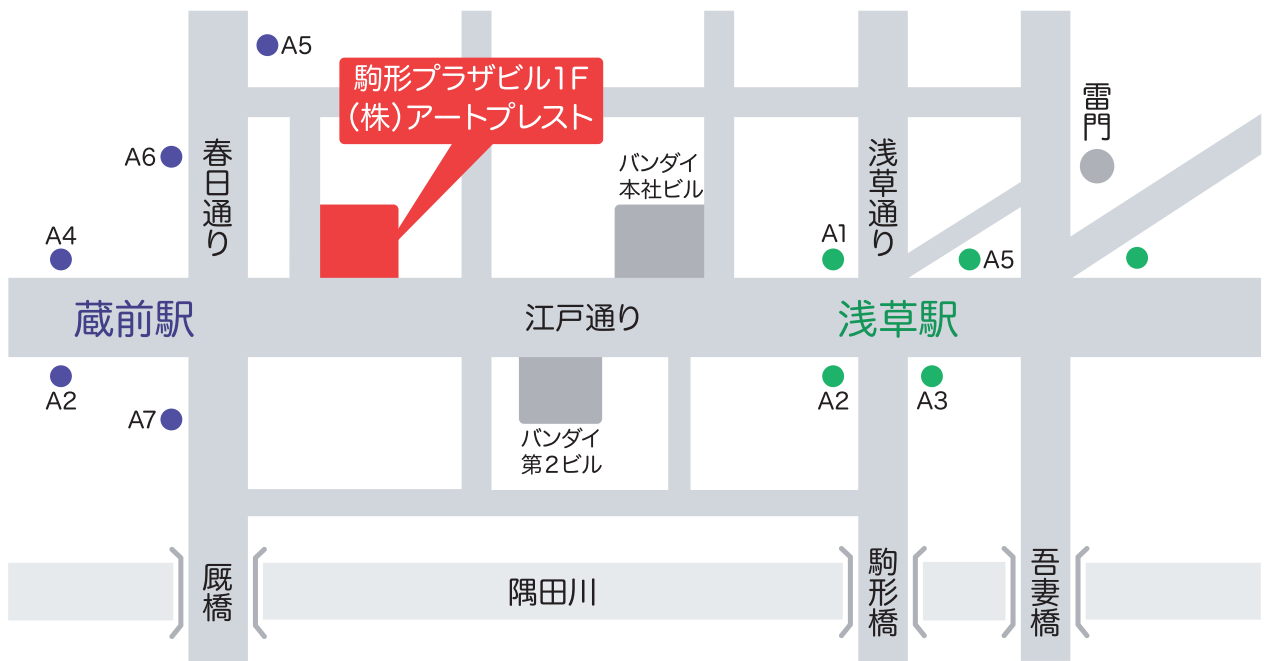 A5
駒形プラザビル1F
(株)アートプレスト
雷門
A6
春日通り
バンダイ
本社ビル
浅草通り
A4
A1
A5
蔵前駅
江戸通り
浅草駅
A2
A7
バンダイ
第2ビル
A2
A3
厩橋
隅田川
駒形橋
吾妻橋